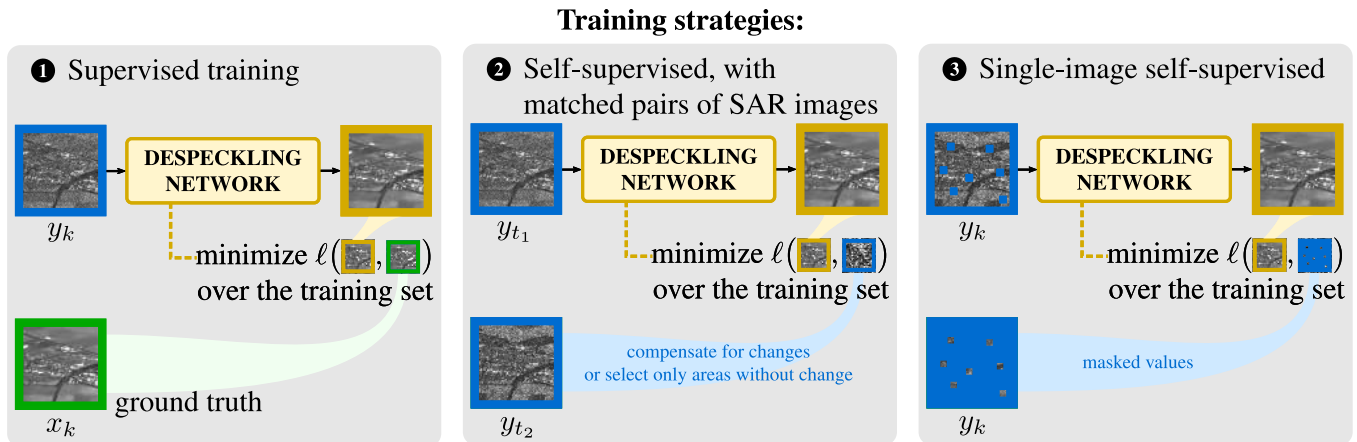 Training strategies:
❶ Supervised training
DESPECKLING
NETWORK
y_k
minimize ℓ( , )
over the training set
ground truth
x_k
❷ Self-supervised, with
matched pairs of SAR images
DESPECKLING
NETWORK
y_{t_1}
minimize ℓ( , )
over the training set
compensate for changes
or select only areas without change
y_{t_2}
❸ Single-image self-supervised
DESPECKLING
NETWORK
y_k
minimize ℓ( , )
over the training set
masked values
y_k